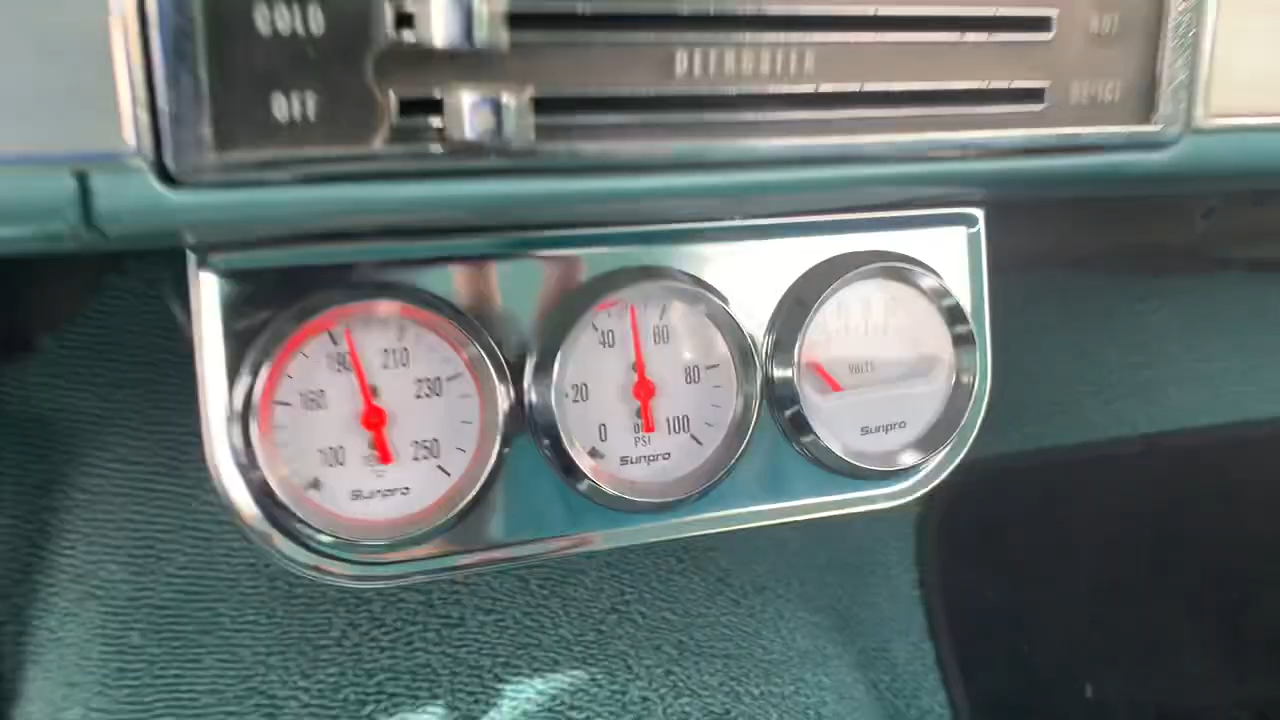 COLD
HOT
DEFROSTER
OFF
DE-ICE
100
160
190
210
230
250
Sunpro
0
20
40
60
80
100
OIL
PSI
Sunpro
VOLTS
Sunpro